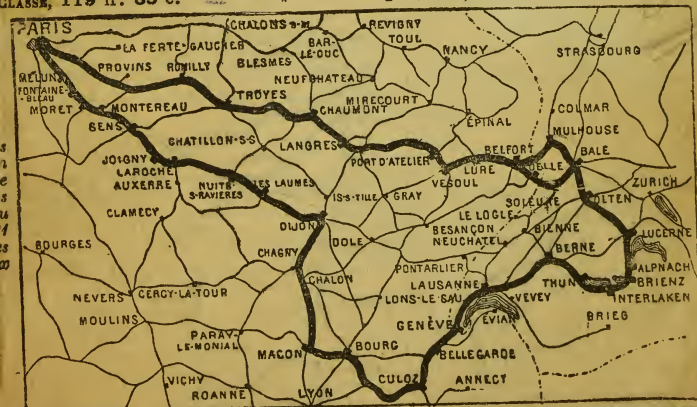 CLASSE, 119 fr. 85 c.
PARIS
CHALONS-S-M
REVIGNY
LA FERTE-GAUCHER
BAR-LE-DUC
TOUL
STRASBOURG
PROVINS
ROMILLY
BLESMES
NANCY
MELUN
FONTAINE-BLEAU
NEUFCHATEAU
MORET
MONTEREAU
TROYES
MIRECOURT
COLMAR
SENS
CHAUMONT
EPINAL
MULHOUSE
CHATILLON-S-S
LANGRES
BELFORT
BALE
JOIGNY
PORT D'ATELIER
LURE
DELLE
LAROCHE
VESOUL
ZURICH
AUXERRE
NUITS-S-RAVIERES
LES LAUMES
IS-S-TILLE
GRAY
SOLEURE
OLTEN
CLAMECY
LE LOCLE
DIJON
BESANÇON
BIENNE
LUCERNE
DOLE
NEUCHATEL
BERNE
BOURGES
CHAGNY
PONTARLIER
ALPNACH
CHALON
LAUSANNE
THUN
BRIENZ
NEVERS
CERCY-LA-TOUR
LONS-LE-SAU
VEVEY
INTERLAKEN
MOULINS
GENÈVE
EVIAN
BRIEG
PARAY-LE-MONIAL
MACON
BOURG
BELLEGARDE
VICHY
ROANNE
LYON
CULOZ
ANNECY